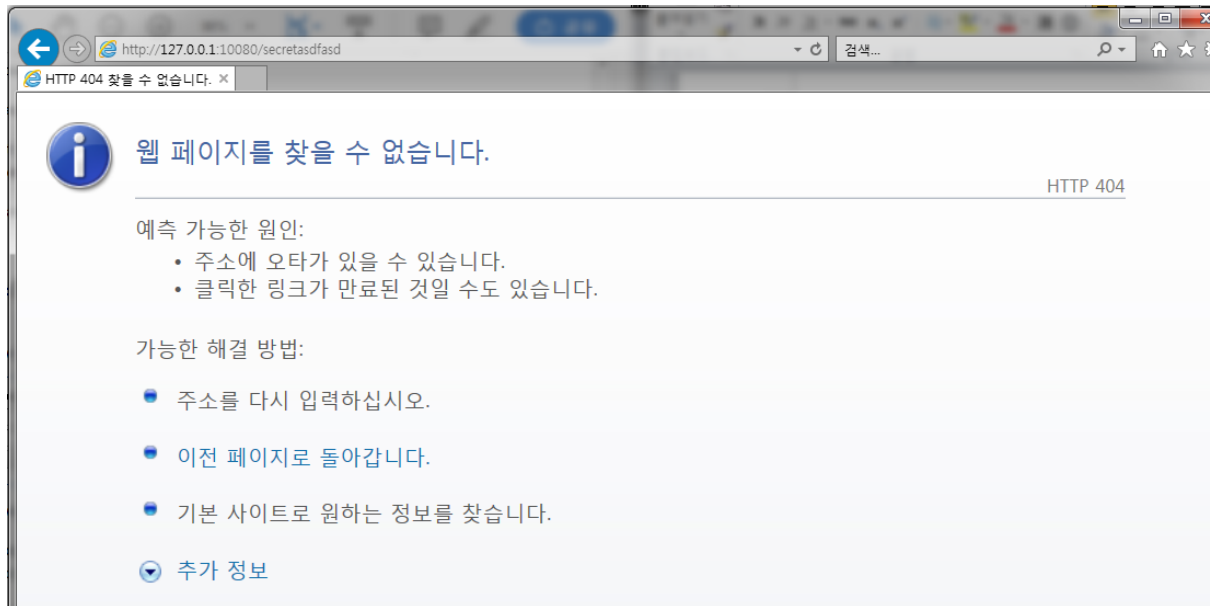 http://127.0.0.1:10080/secretasdfasd
검색...
HTTP 404 찾을 수 없습니다.
웹 페이지를 찾을 수 없습니다.
HTTP 404
예측 가능한 원인:
• 주소에 오타가 있을 수 있습니다.
• 클릭한 링크가 만료된 것일 수도 있습니다.
가능한 해결 방법:
주소를 다시 입력하십시오.
이전 페이지로 돌아갑니다.
기본 사이트로 원하는 정보를 찾습니다.
추가 정보